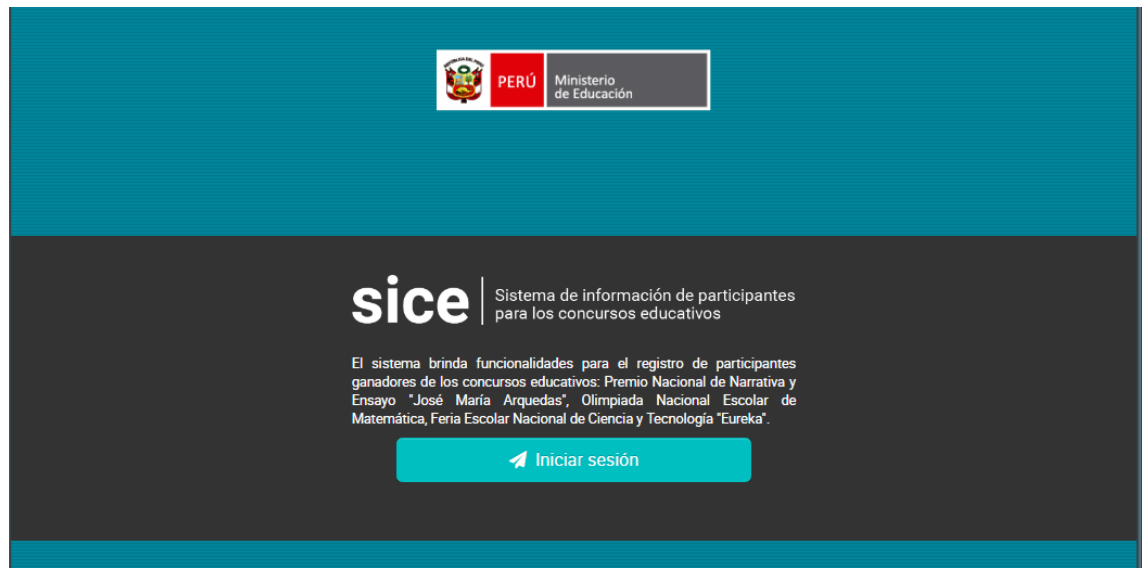 PERÚ
Ministerio
de Educación
sice
Sistema de información de participantes
para los concursos educativos
El sistema brinda funcionalidades para el registro de participantes
ganadores de los concursos educativos: Premio Nacional de Narrativa y
Ensayo "José María Arquedas", Olimpiada Nacional Escolar de
Matemática, Feria Escolar Nacional de Ciencia y Tecnología "Eureka".
Iniciar sesión